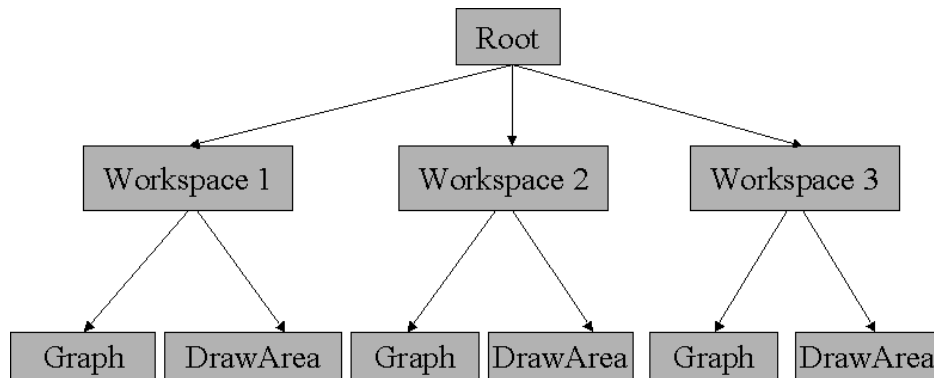 Root
Workspace 1
Workspace 2
Workspace 3
Graph
DrawArea
Graph
DrawArea
Graph
DrawArea